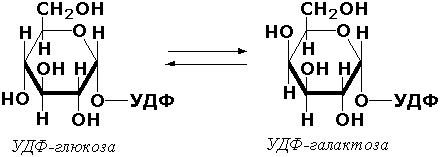 CH₂OH CH₂OH
H O H HO O H
H H
OH H OH H
HO O—УДФ H O—УДФ
H OH H OH
УДФ-глюкоза УДФ-галактоза